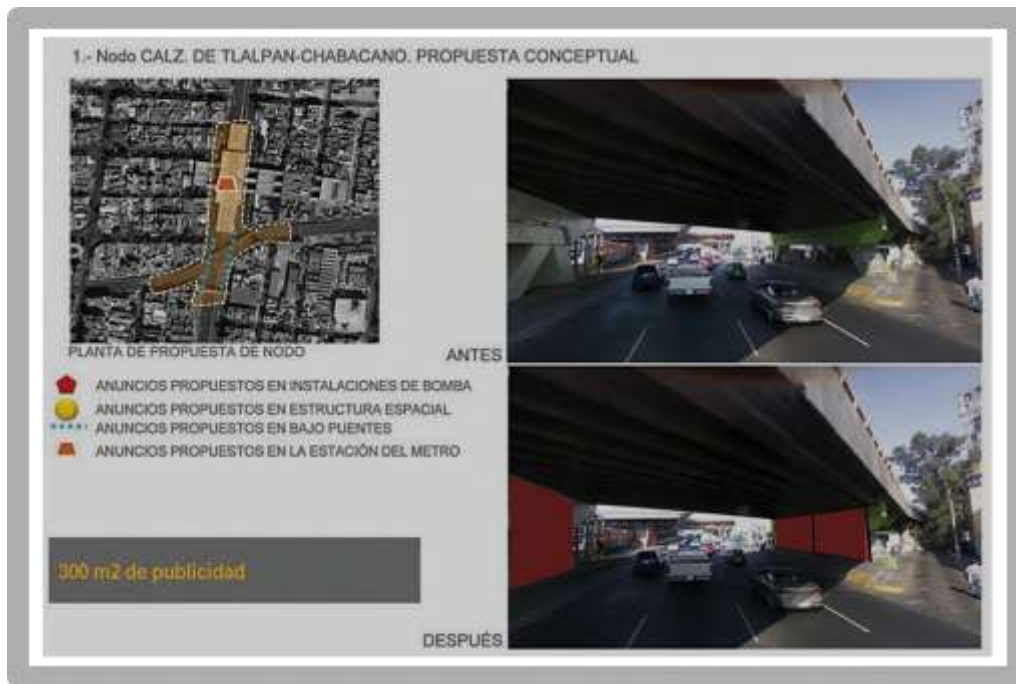 1.- Nodo CALZ. DE TLALPAN-CHABACANO. PROPUESTA CONCEPTUAL
PLANTA DE PROPUESTA DE NODO
ANTES
ANUNCIOS PROPUESTOS EN INSTALACIONES DE BOMBA
ANUNCIOS PROPUESTOS EN ESTRUCTURA ESPACIAL
ANUNCIOS PROPUESTOS EN BAJO PUENTES
ANUNCIOS PROPUESTOS EN LA ESTACIÓN DEL METRO
300 m2 de publicidad
DESPUÉS